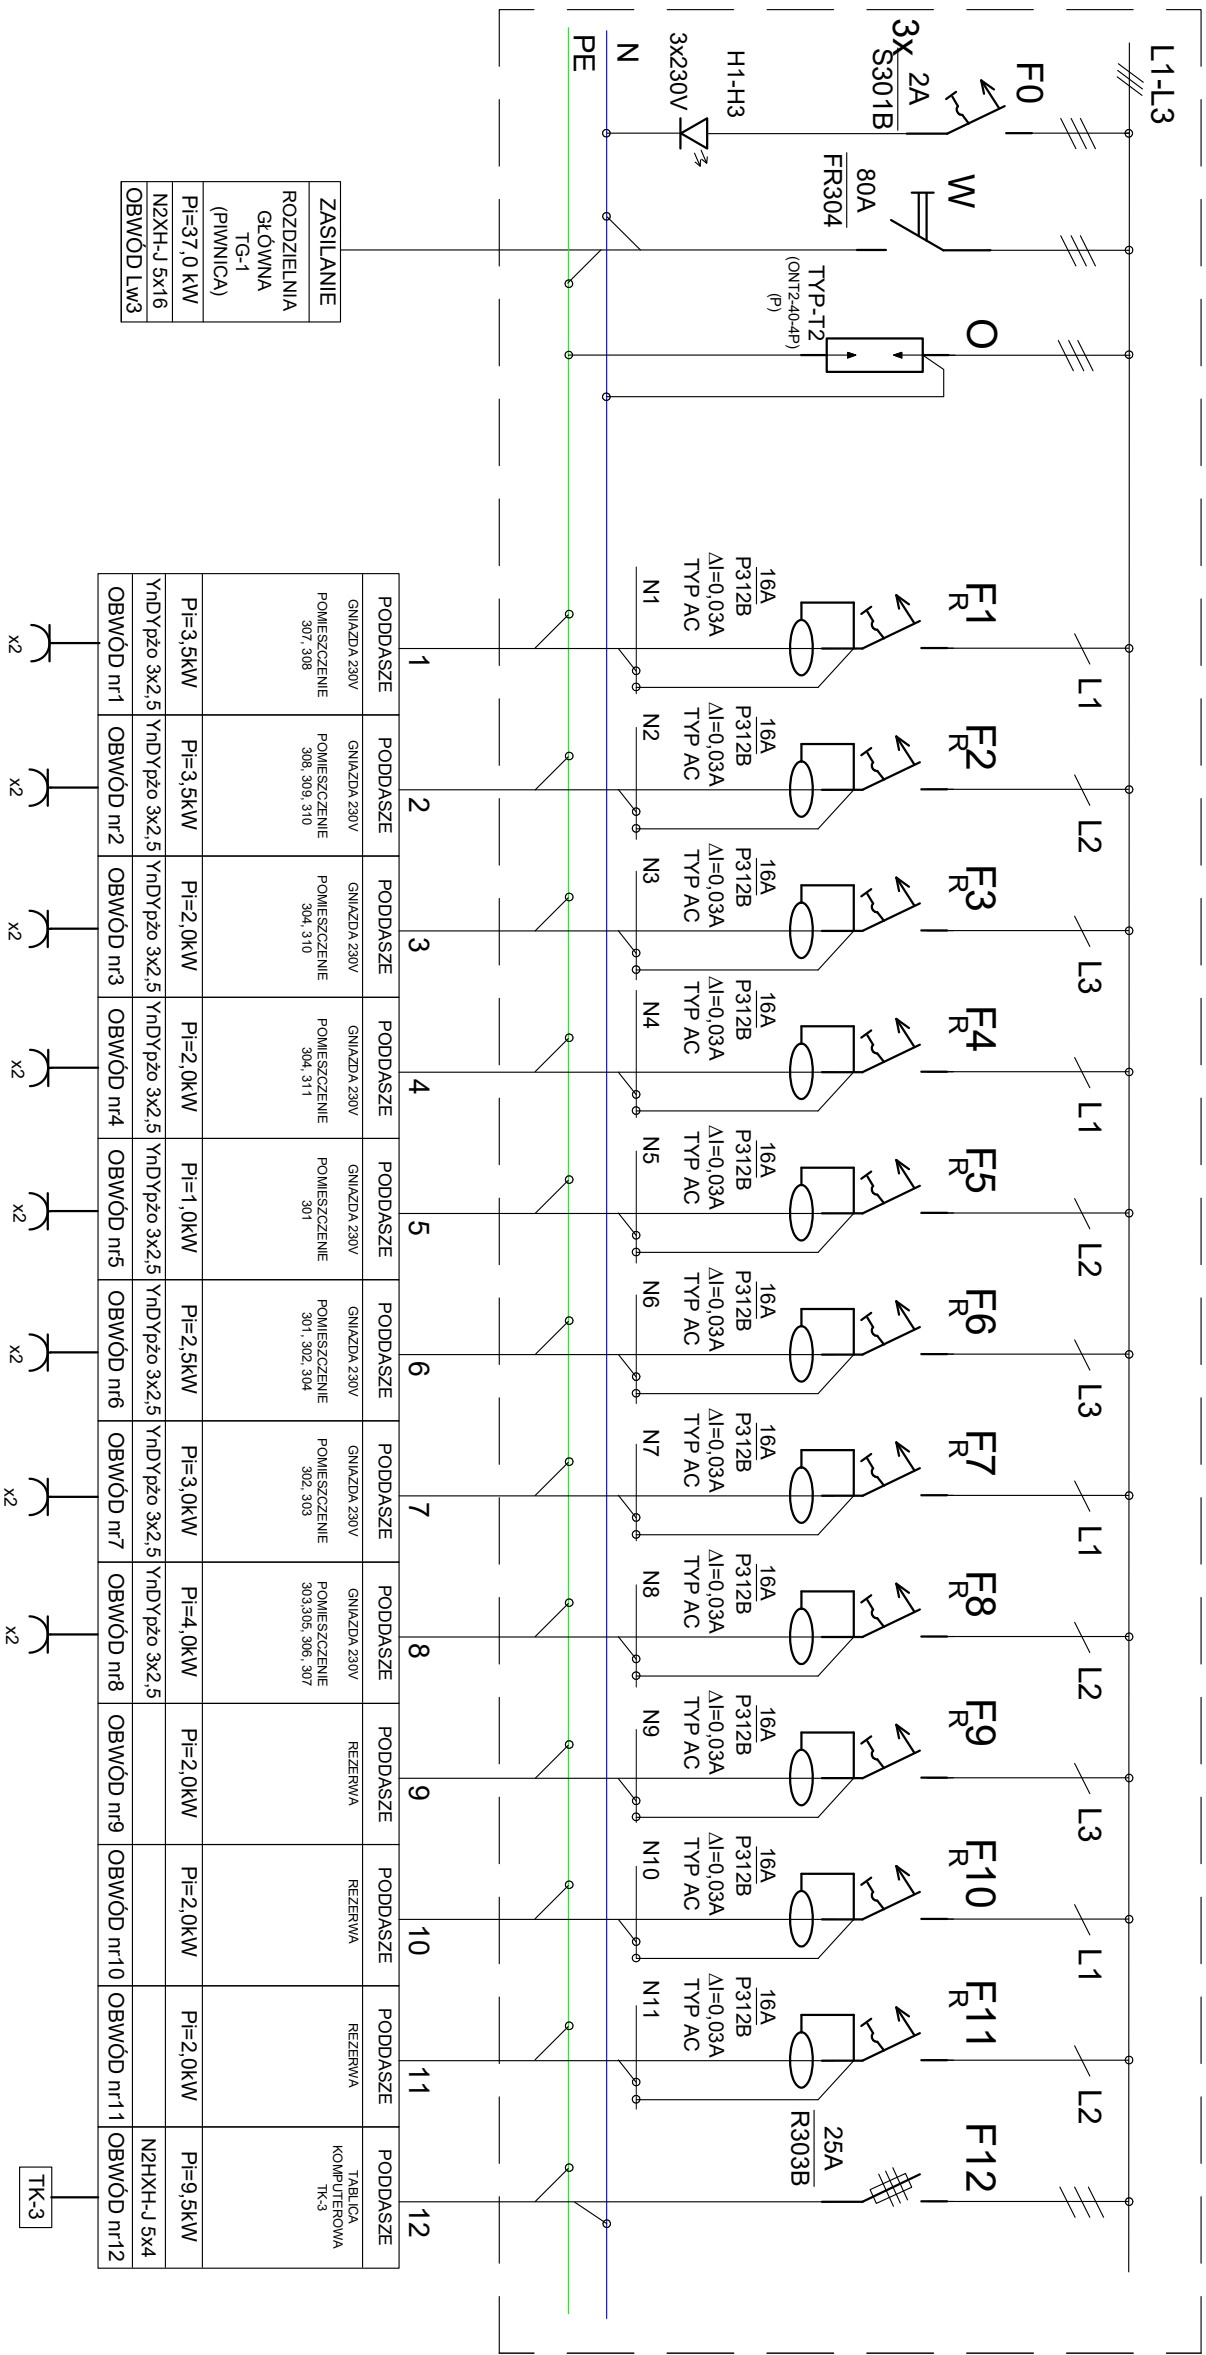 L1-L3
F0
3x
2A
S301B
H1-H3
3x230V
N
PE
W
80A
FR304
O
TYP-T2
(ONT2-40-4P)
(P)
ZASILANIE
ROZDZIELNIA
GŁÓWNA
TG-1
(PIWNICA)
Pi=37,0 kW
N2XH-J 5x16
OBWÓD Lw3
L1
F1
R
16A
P312B
ΔI=0,03A
TYP AC
N1
1
PODDASZE
GNIAZDA 230V
POMIESZCZENIE
307, 308
Pi=3,5kW
YnDYpżo 3x2,5
OBWÓD nr1
x2
L2
F2
R
16A
P312B
ΔI=0,03A
TYP AC
N2
2
PODDASZE
GNIAZDA 230V
POMIESZCZENIE
308, 309, 310
Pi=3,5kW
YnDYpżo 3x2,5
OBWÓD nr2
x2
L3
F3
R
16A
P312B
ΔI=0,03A
TYP AC
N3
3
PODDASZE
GNIAZDA 230V
POMIESZCZENIE
304, 310
Pi=2,0kW
YnDYpżo 3x2,5
OBWÓD nr3
x2
L1
F4
R
16A
P312B
ΔI=0,03A
TYP AC
N4
4
PODDASZE
GNIAZDA 230V
POMIESZCZENIE
304, 311
Pi=2,0kW
YnDYpżo 3x2,5
OBWÓD nr4
x2
L2
F5
R
16A
P312B
ΔI=0,03A
TYP AC
N5
5
PODDASZE
GNIAZDA 230V
POMIESZCZENIE
301
Pi=1,0kW
YnDYpżo 3x2,5
OBWÓD nr5
x2
L3
F6
R
16A
P312B
ΔI=0,03A
TYP AC
N6
6
PODDASZE
GNIAZDA 230V
POMIESZCZENIE
301, 302, 304
Pi=2,5kW
YnDYpżo 3x2,5
OBWÓD nr6
x2
L1
F7
R
16A
P312B
ΔI=0,03A
TYP AC
N7
7
PODDASZE
GNIAZDA 230V
POMIESZCZENIE
302, 303
Pi=3,0kW
YnDYpżo 3x2,5
OBWÓD nr7
x2
L2
F8
R
16A
P312B
ΔI=0,03A
TYP AC
N8
8
PODDASZE
GNIAZDA 230V
POMIESZCZENIE
303,305, 306, 307
Pi=4,0kW
YnDYpżo 3x2,5
OBWÓD nr8
x2
L3
F9
R
16A
P312B
ΔI=0,03A
TYP AC
N9
9
PODDASZE
REZERWA
Pi=2,0kW
OBWÓD nr9
L1
F10
R
16A
P312B
ΔI=0,03A
TYP AC
N10
10
PODDASZE
REZERWA
Pi=2,0kW
OBWÓD nr10
L2
F11
R
16A
P312B
ΔI=0,03A
TYP AC
N11
11
PODDASZE
REZERWA
Pi=2,0kW
OBWÓD nr11
F12
25A
R303B
12
PODDASZE
TABLICA
KOMPUTEROWA
TK-3
Pi=9,5kW
N2HXH-J 5x4
OBWÓD nr12
TK-3